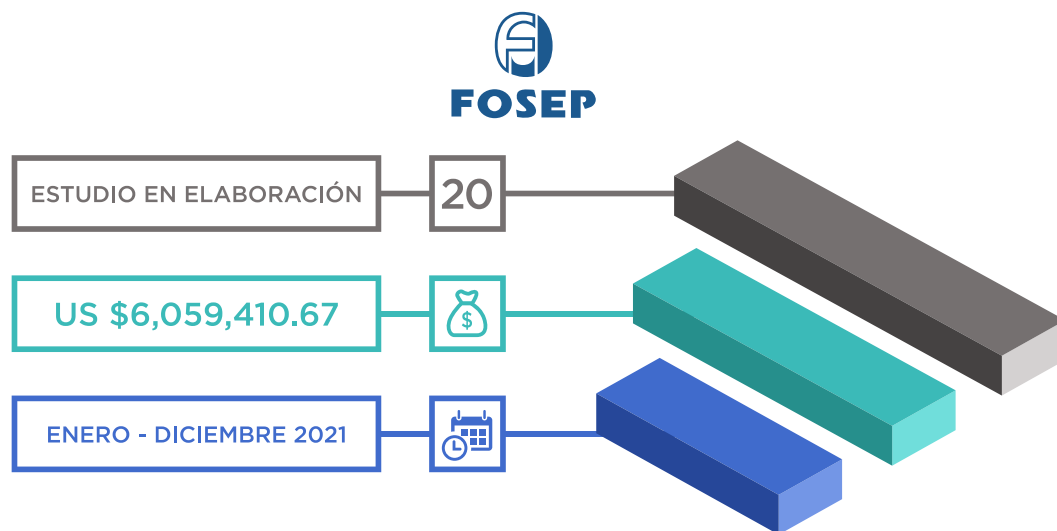 FOSEP
ESTUDIO EN ELABORACIÓN
20
US $6,059,410.67
$
ENERO - DICIEMBRE 2021